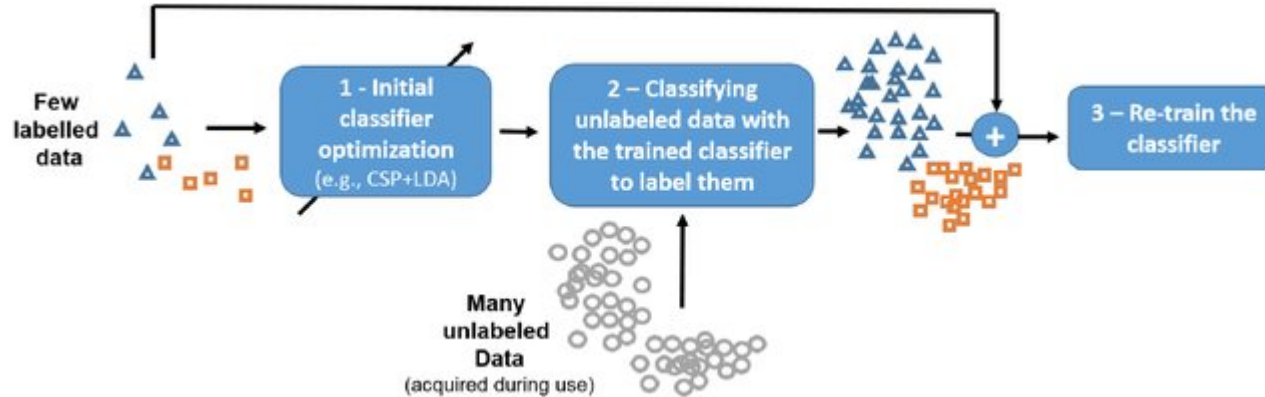 Few
labelled
data
1 - Initial
classifier
optimization
(e.g., CSP+LDA)
2 – Classifying
unlabeled data with
the trained classifier
to label them
Many
unlabeled
Data
(acquired during use)
+
3 – Re-train the
classifier